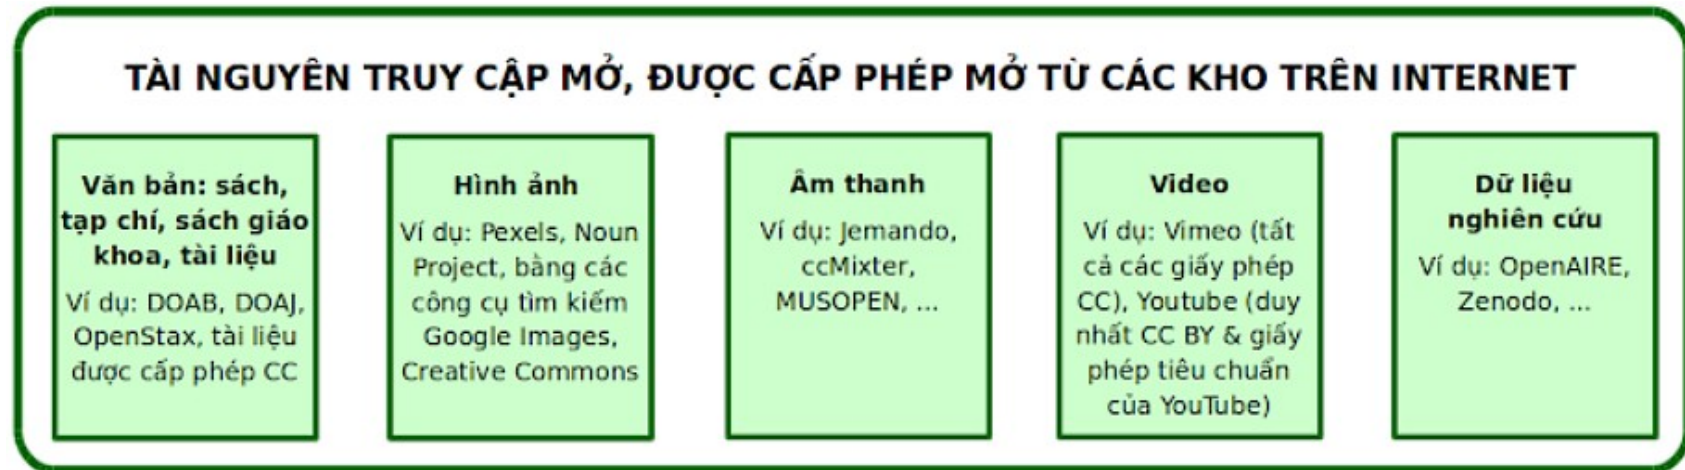 TÀI NGUYÊN TRUY CẬP MỞ, ĐƯỢC CẤP PHÉP MỞ TỪ CÁC KHO TRÊN INTERNET
Văn bản: sách,
tạp chí, sách giáo
khoa, tài liệu
Ví dụ: DOAB, DOAJ,
OpenStax, tài liệu
được cấp phép CC
Hình ảnh
Ví dụ: Pexels, Noun
Project, bằng các
công cụ tìm kiếm
Google Images,
Creative Commons
Âm thanh
Ví dụ: Jemando,
ccMixter,
MUSOPEN, ...
Video
Ví dụ: Vimeo (tất
cả các giấy phép
CC), Youtube (duy
nhất CC BY & giấy
phép tiêu chuẩn
của YouTube)
Dữ liệu
nghiên cứu
Ví dụ: OpenAIRE,
Zenodo, ...